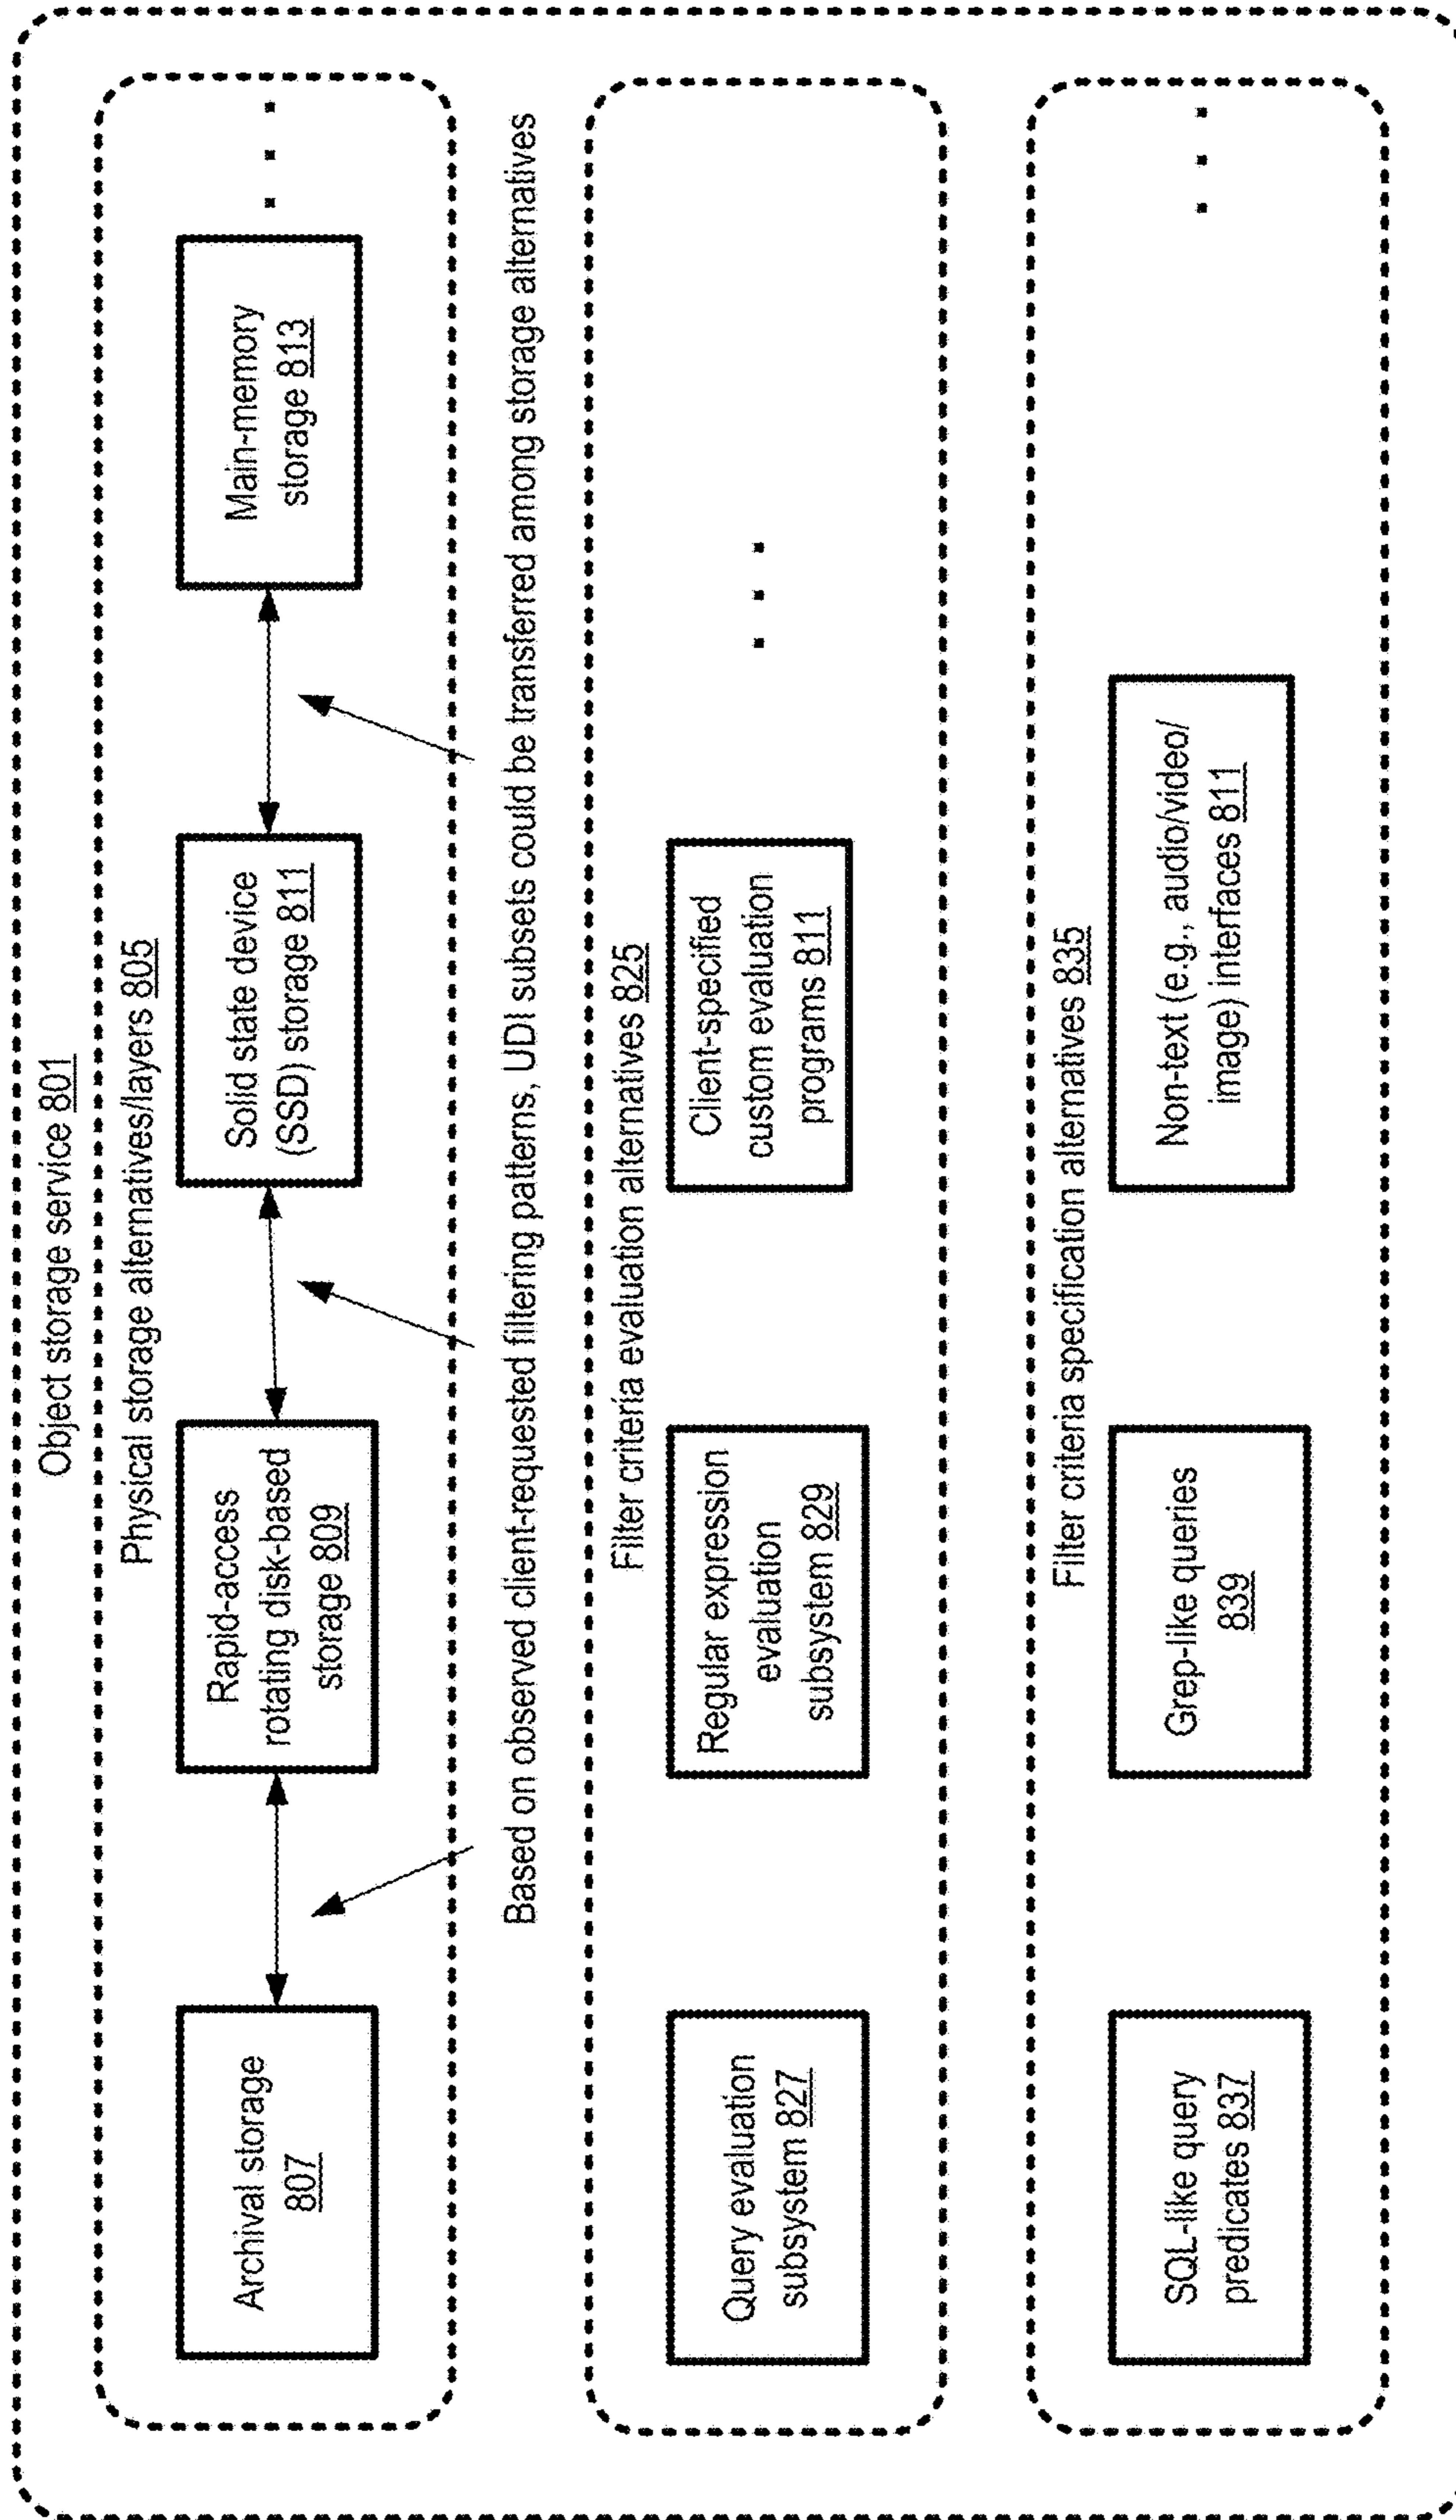 Object storage service 801
Physical storage alternatives/layers 805
Archival storage
807
Rapid-access
rotating disk-based
storage 809
Solid state device
(SSD) storage 811
Main-memory
storage 813
Based on observed client-requested filtering patterns, UDI subsets could be transferred among storage alternatives
Filter criteria evaluation alternatives 825
Query evaluation
subsystem 827
Regular expression
evaluation
subsystem 829
Client-specified
custom evaluation
programs 811
Filter criteria specification alternatives 835
SQL-like query
predicates 837
Grep-like queries
839
Non-text (e.g., audio/video/
image) interfaces 811